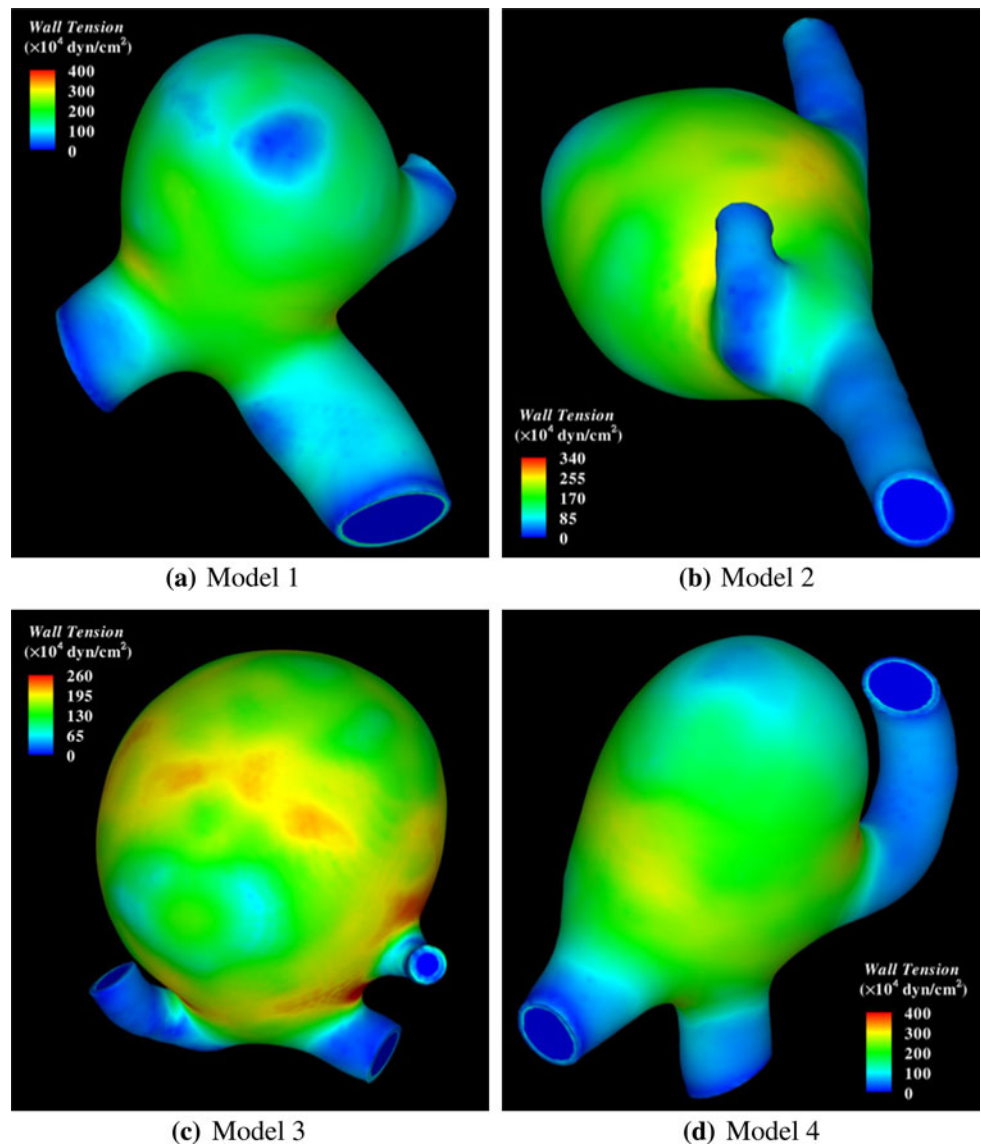 Wall Tension
(×10⁴ dyn/cm²)
400
300
200
100
0
(a) Model 1
Wall Tension
(×10⁴ dyn/cm²)
340
255
170
85
0
(b) Model 2
Wall Tension
(×10⁴ dyn/cm²)
260
195
130
65
0
(c) Model 3
Wall Tension
(×10⁴ dyn/cm²)
400
300
200
100
0
(d) Model 4